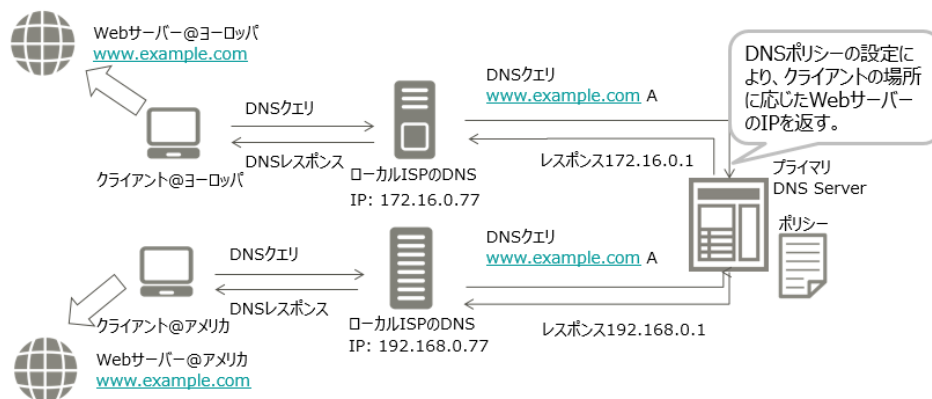 Webサーバー@ヨーロッパ
www.example.com
クライアント@ヨーロッパ
DNSクエリ
DNSレスポンス
ローカルISPのDNS
IP: 172.16.0.77
DNSクエリ
www.example.com A
レスポンス172.16.0.1
DNSポリシーの設定に
より、クライアントの場所
に応じたWebサーバー
のIPを返す。
プライマリ
DNS Server
ポリシー
DNSクエリ
DNSレスポンス
クライアント@アメリカ
ローカルISPのDNS
IP: 192.168.0.77
DNSクエリ
www.example.com A
レスポンス192.168.0.1
Webサーバー@アメリカ
www.example.com